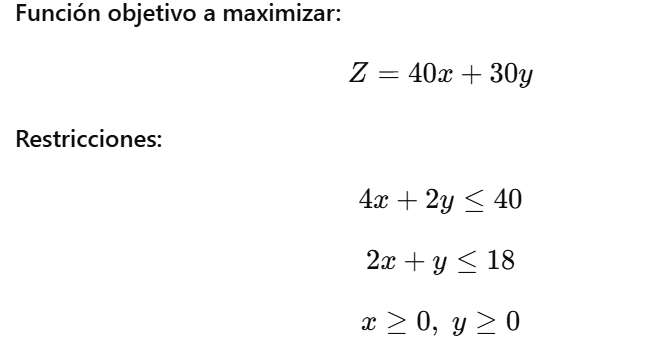 Función objetivo a maximizar:
Z = 40x + 30y
Restricciones:
4x + 2y ≤ 40
2x + y ≤ 18
x ≥ 0, y ≥ 0